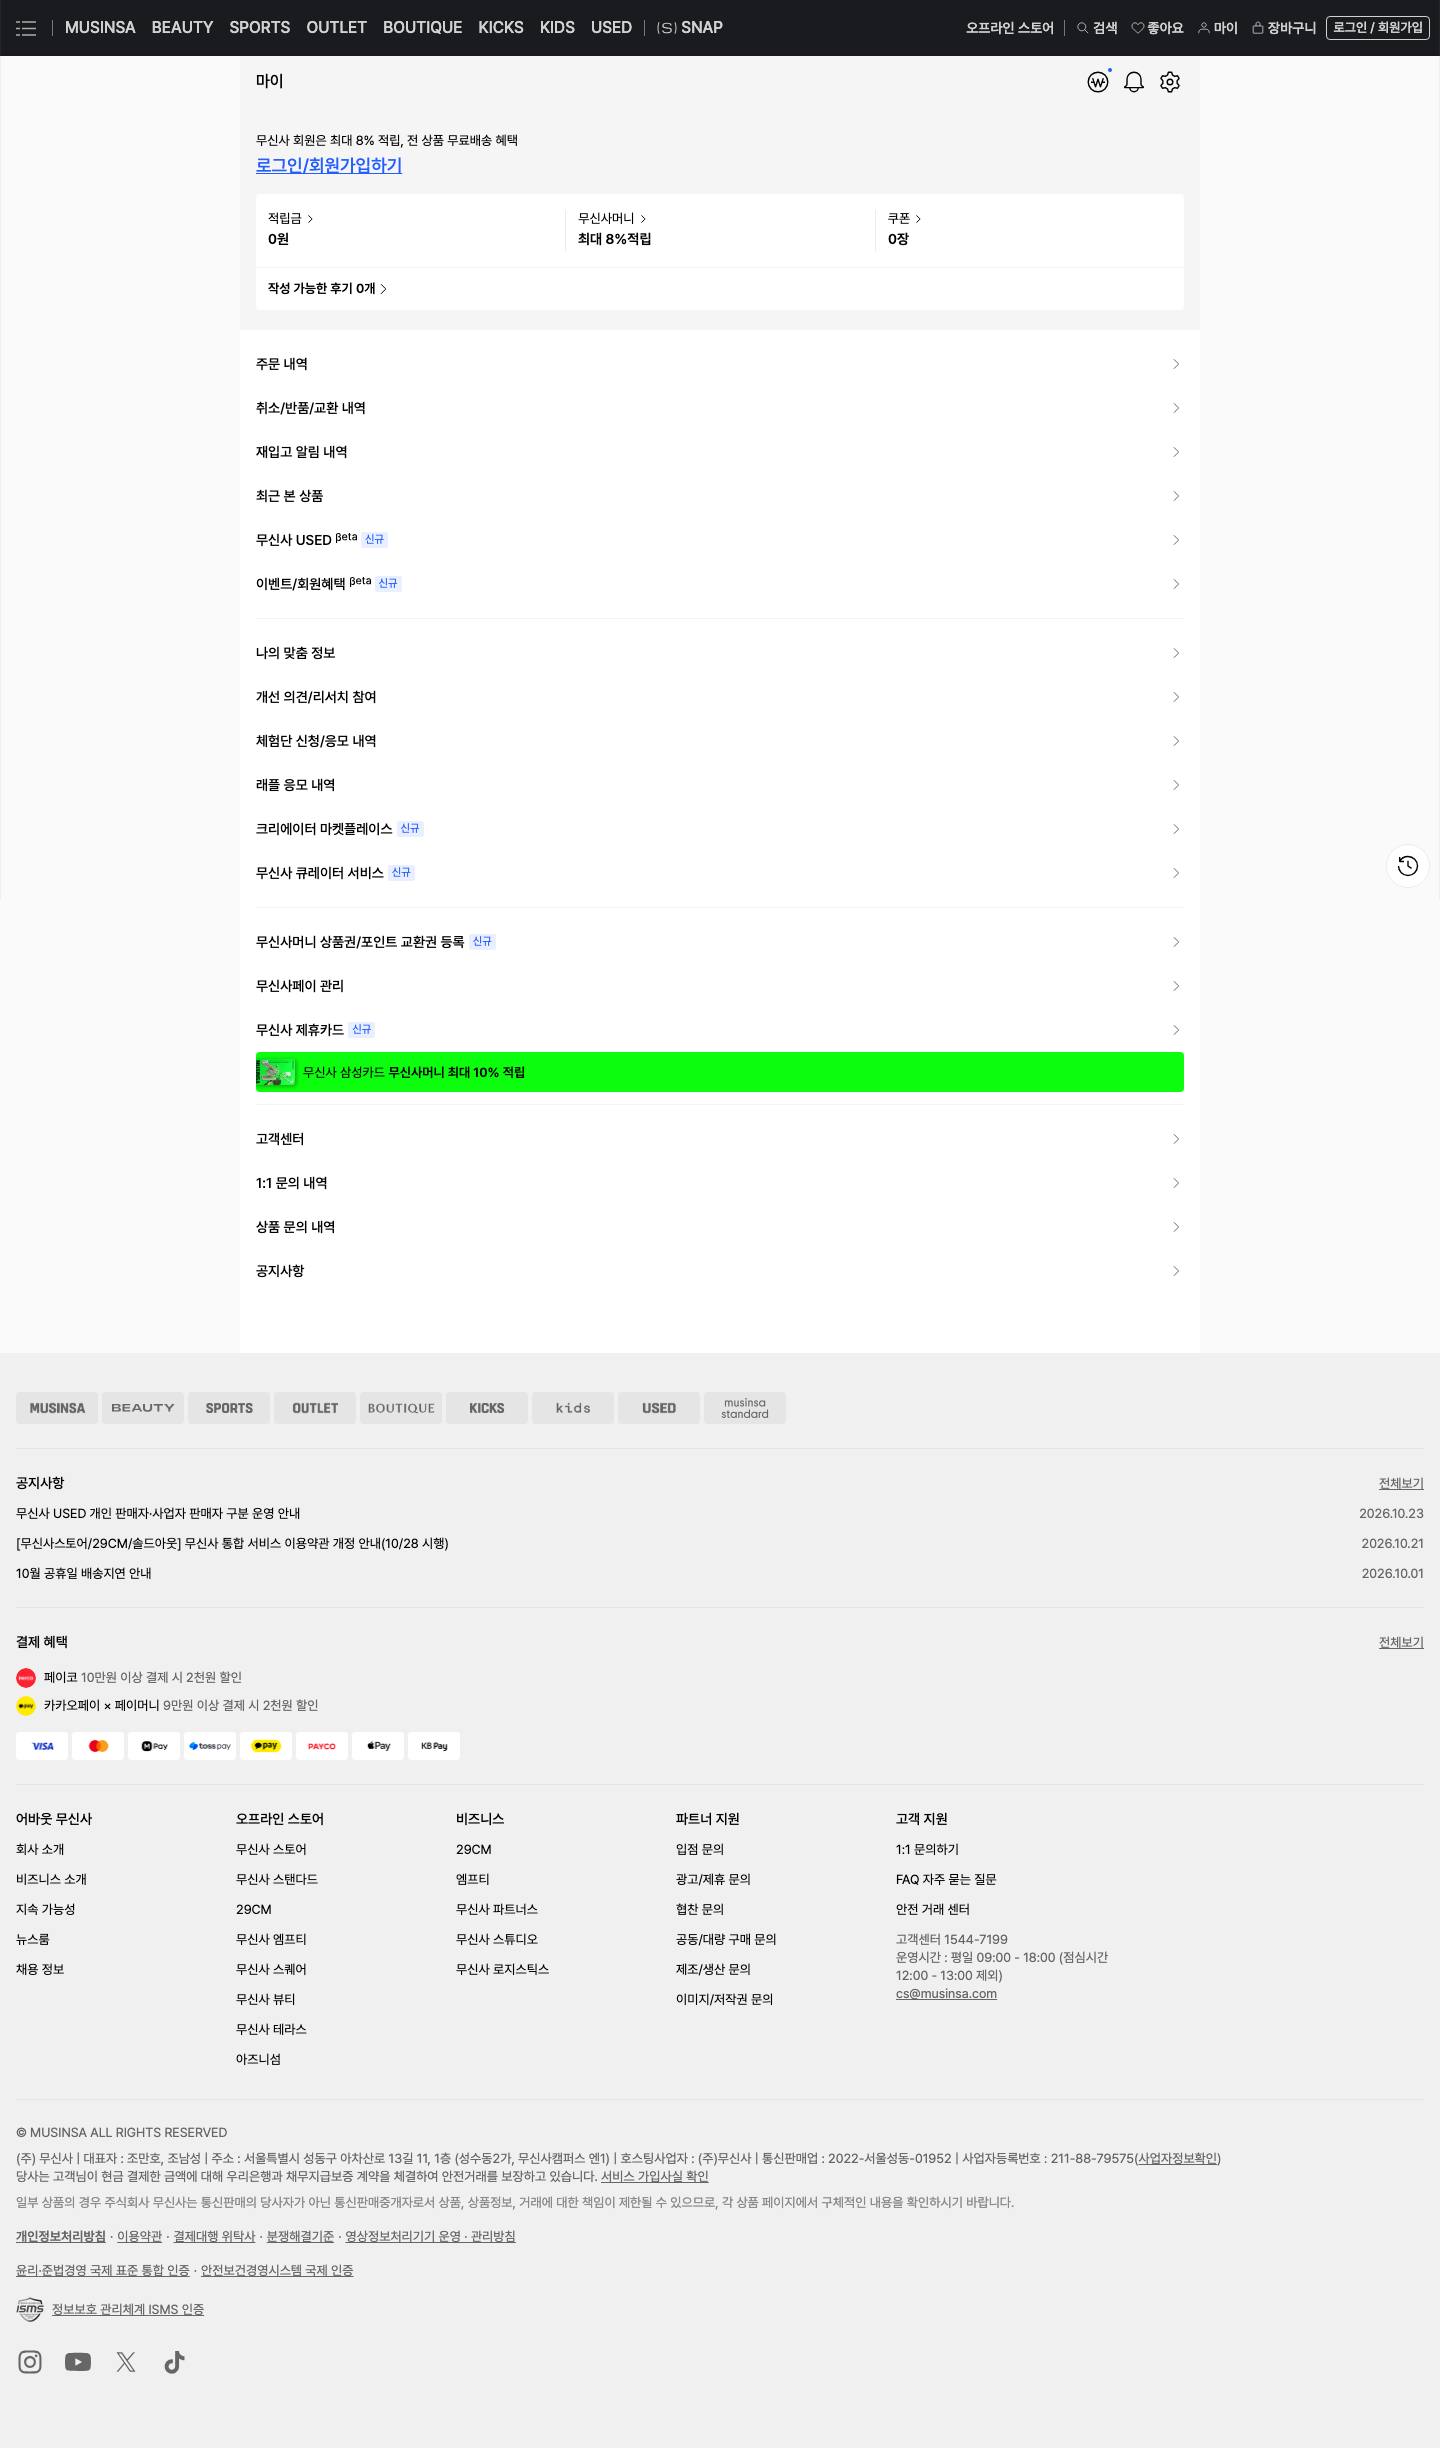 MUSINSA BEAUTY SPORTS OUTLET BOUTIQUE KICKS KIDS USED (S) SNAP 오프라인 스토어 검색 좋아요 마이 장바구니 로그인 / 회원가입
마이
무신사 회원은 최대 8% 적립, 전 상품 무료배송 혜택
로그인/회원가입하기
적립금 무신사머니 쿠폰
0원 최대 8%적립 0장
작성 가능한 후기 0개
주문 내역
취소/반품/교환 내역
재입고 알림 내역
최근 본 상품
무신사 USED βeta 신규
이벤트/회원혜택 βeta 신규
나의 맞춤 정보
개선 의견/리서치 참여
체험단 신청/응모 내역
래플 응모 내역
크리에이터 마켓플레이스 신규
무신사 큐레이터 서비스 신규
무신사머니 상품권/포인트 교환권 등록 신규
무신사페이 관리
무신사 제휴카드 신규
무신사 삼성카드 무신사머니 최대 10% 적립
고객센터
1:1 문의 내역
상품 문의 내역
공지사항
MUSINSA BEAUTY SPORTS OUTLET BOUTIQUE KICKS kids USED musinsa standard
공지사항 전체보기
무신사 USED 개인 판매자·사업자 판매자 구분 운영 안내 2026.10.23
[무신사스토어/29CM/솔드아웃] 무신사 통합 서비스 이용약관 개정 안내(10/28 시행) 2026.10.21
10월 공휴일 배송지연 안내 2026.10.01
결제 혜택 전체보기
페이코 10만원 이상 결제 시 2천원 할인
카카오페이 × 페이머니 9만원 이상 결제 시 2천원 할인
VISA M Pay toss pay pay PAYCO Pay KB Pay
어바웃 무신사
회사 소개
비즈니스 소개
지속 가능성
뉴스룸
채용 정보
오프라인 스토어
무신사 스토어
무신사 스탠다드
29CM
무신사 엠프티
무신사 스퀘어
무신사 뷰티
무신사 테라스
아즈니섬
비즈니스
29CM
엠프티
무신사 파트너스
무신사 스튜디오
무신사 로지스틱스
파트너 지원
입점 문의
광고/제휴 문의
협찬 문의
공동/대량 구매 문의
제조/생산 문의
이미지/저작권 문의
고객 지원
1:1 문의하기
FAQ 자주 묻는 질문
안전 거래 센터
고객센터 1544-7199
운영시간 : 평일 09:00 - 18:00 (점심시간
12:00 - 13:00 제외)
cs@musinsa.com
© MUSINSA ALL RIGHTS RESERVED
(주) 무신사 | 대표자 : 조만호, 조남성 | 주소 : 서울특별시 성동구 아차산로 13길 11, 1층 (성수동2가, 무신사캠퍼스 엔1) | 호스팅사업자 : (주)무신사 | 통신판매업 : 2022-서울성동-01952 | 사업자등록번호 : 211-88-79575(사업자정보확인)
당사는 고객님이 현금 결제한 금액에 대해 우리은행과 채무지급보증 계약을 체결하여 안전거래를 보장하고 있습니다. 서비스 가입사실 확인
일부 상품의 경우 주식회사 무신사는 통신판매의 당사자가 아닌 통신판매중개자로서 상품, 상품정보, 거래에 대한 책임이 제한될 수 있으므로, 각 상품 페이지에서 구체적인 내용을 확인하시기 바랍니다.
개인정보처리방침 · 이용약관 · 결제대행 위탁사 · 분쟁해결기준 · 영상정보처리기기 운영 · 관리방침
윤리·준법경영 국제 표준 통합 인증 · 안전보건경영시스템 국제 인증
isms 정보보호 관리체계 ISMS 인증